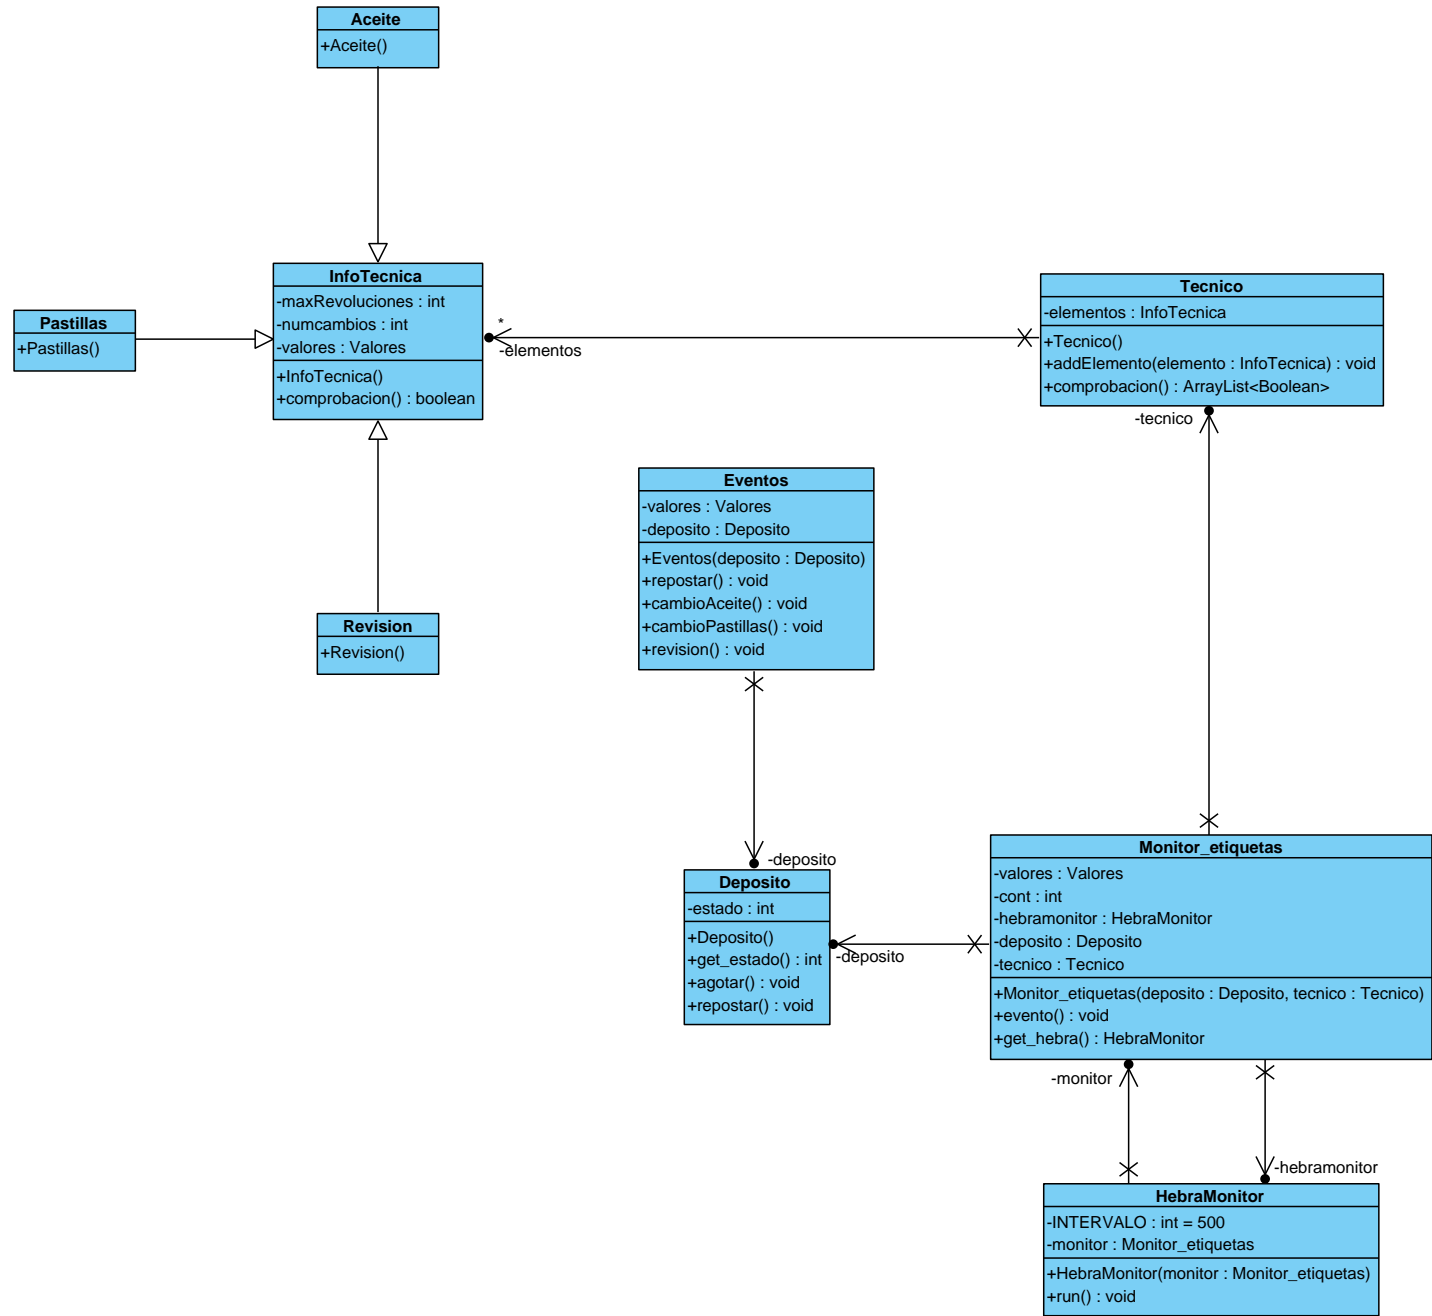 Aceite
+Aceite()
InfoTecnica
-maxRevoluciones : int
-numcambios : int
-valores : Valores
+InfoTecnica()
+comprobacion() : boolean
Pastillas
+Pastillas()
*
-elementos
Tecnico
-elementos : InfoTecnica
+Tecnico()
+addElemento(elemento : InfoTecnica) : void
+comprobacion() : ArrayList<Boolean>
-tecnico
Eventos
-valores : Valores
-deposito : Deposito
+Eventos(deposito : Deposito)
+repostar() : void
+cambioAceite() : void
+cambioPastillas() : void
+revision() : void
Revision
+Revision()
-deposito
Deposito
-estado : int
+Deposito()
+get_estado() : int
+agotar() : void
+repostar() : void
-deposito
Monitor_etiquetas
-valores : Valores
-cont : int
-hebramonitor : HebraMonitor
-deposito : Deposito
-tecnico : Tecnico
+Monitor_etiquetas(deposito : Deposito, tecnico : Tecnico)
+evento() : void
+get_hebra() : HebraMonitor
-monitor
-hebramonitor
HebraMonitor
-INTERVALO : int = 500
-monitor : Monitor_etiquetas
+HebraMonitor(monitor : Monitor_etiquetas)
+run() : void